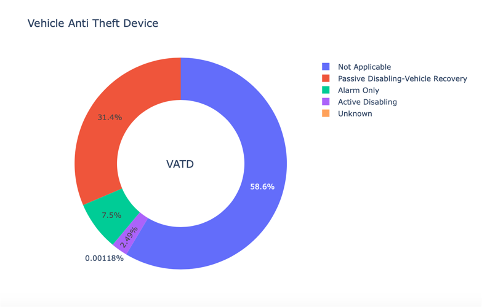 Vehicle Anti Theft Device
Not Applicable
Passive Disabling-Vehicle Recovery
Alarm Only
Active Disabling
Unknown
31.4%
VATD
58.6%
7.5%
2.49%
0.00118%